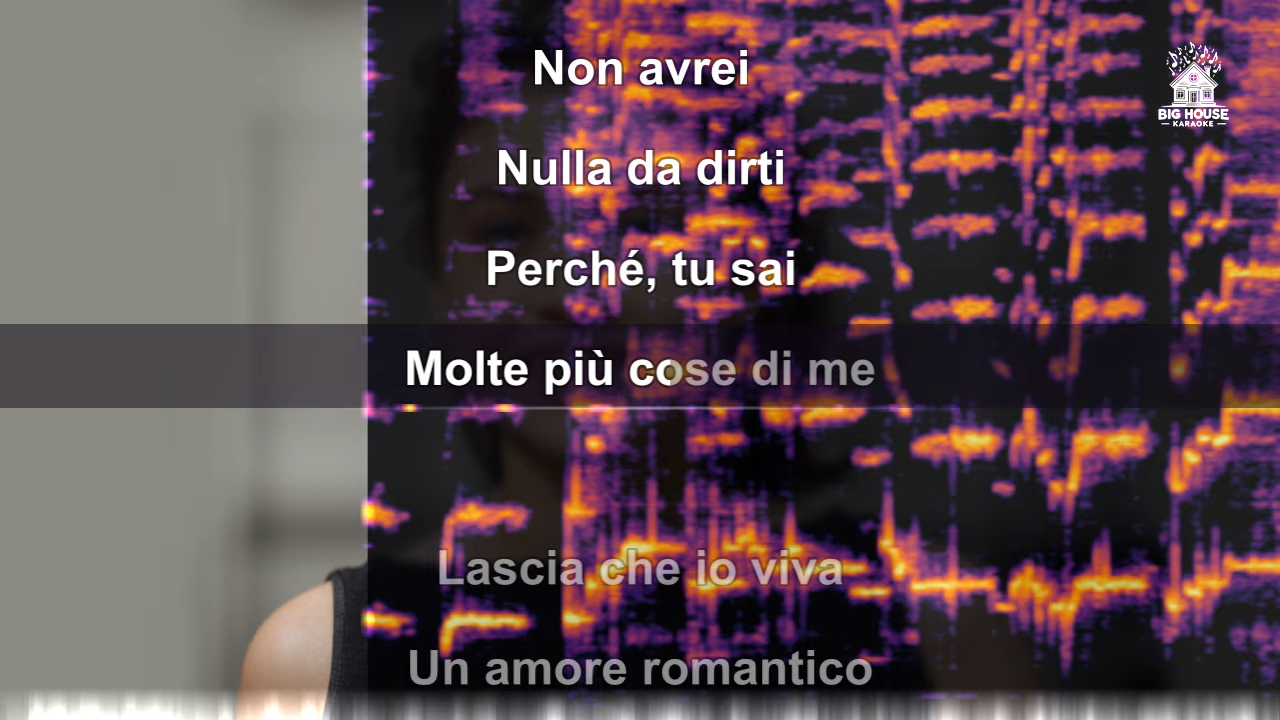 Non avrei
BIG HOUSE
KARAOKE
Nulla da dirti
Perché, tu sai
Molte più cose di me
Lascia che io viva
Un amore romantico